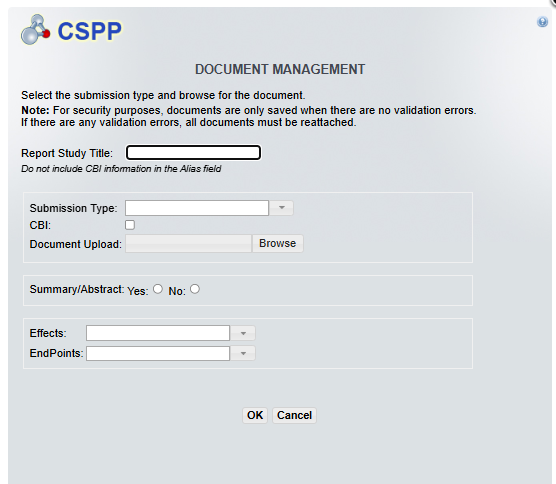 CSPP
DOCUMENT MANAGEMENT
Select the submission type and browse for the document.
Note: For security purposes, documents are only saved when there are no validation errors.
If there are any validation errors, all documents must be reattached.
Report Study Title:
Do not include CBI information in the Alias field
Submission Type:
CBI:
Document Upload: Browse
Summary/Abstract: Yes: No:
Effects:
EndPoints:
OK Cancel